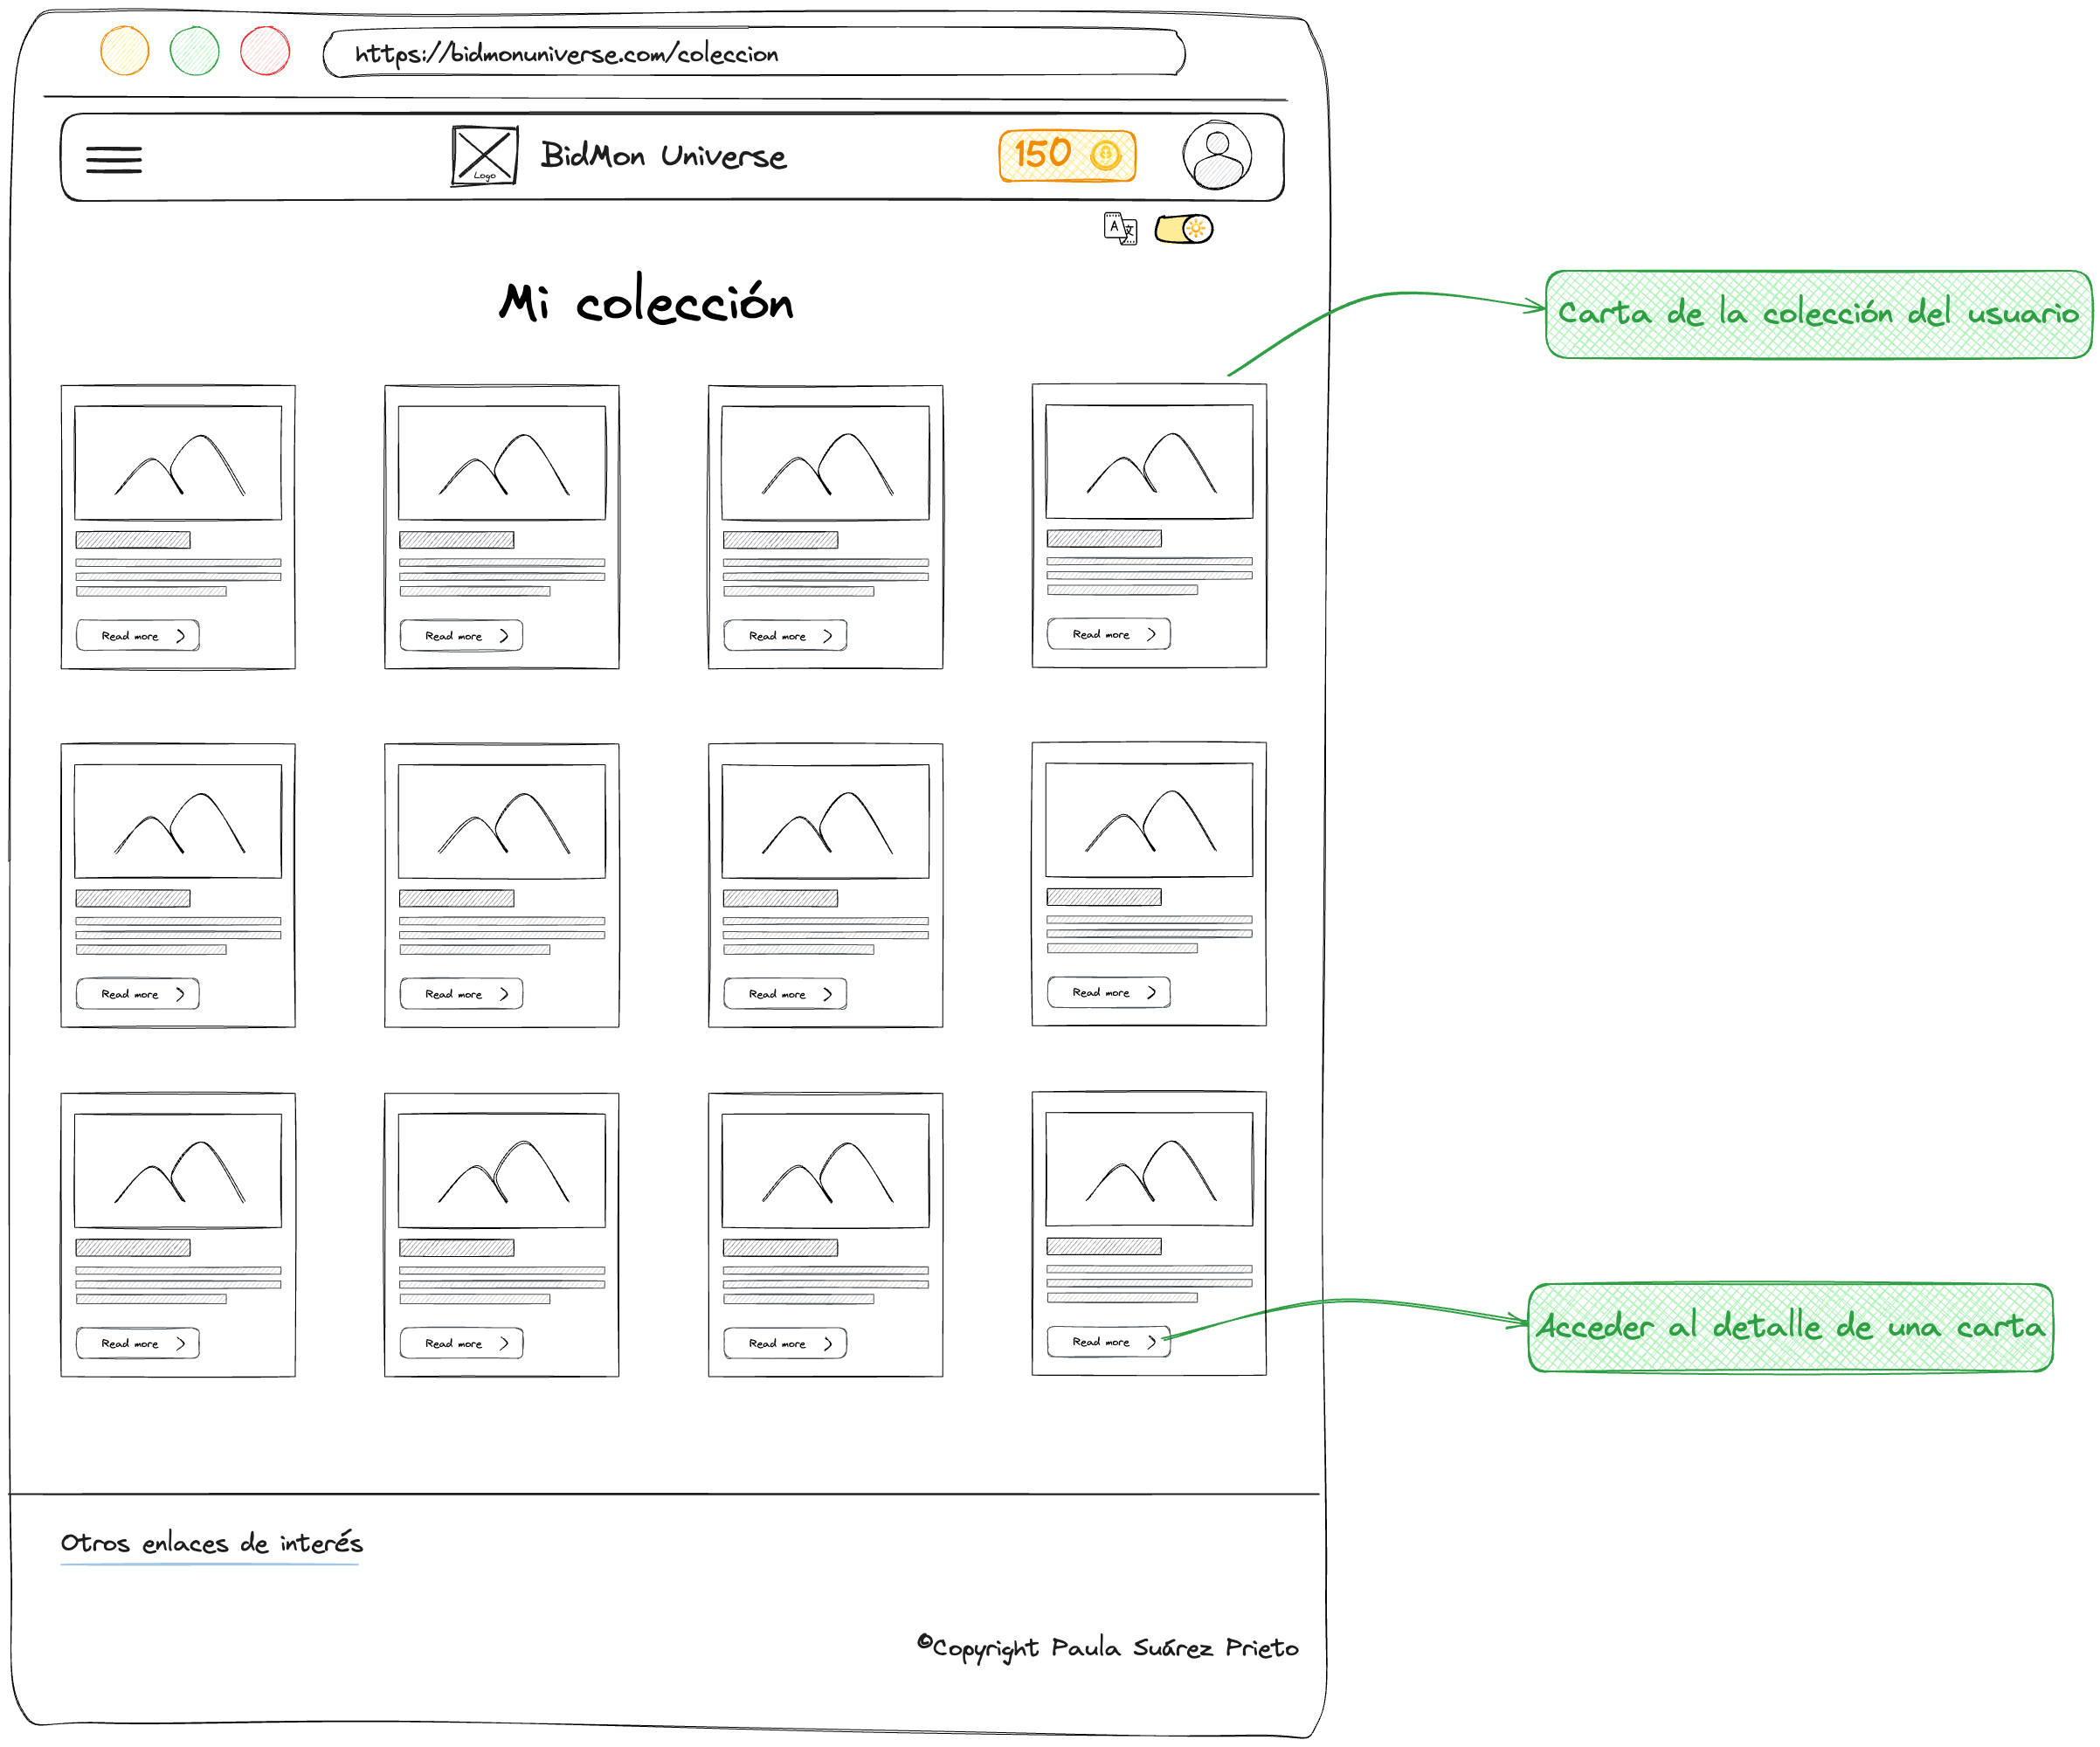 https://bidmonuniverse.com/coleccion
Logo
BidMon Universe
150
A 文
Mi colección
Carta de la colección del usuario
Read more
Read more
Read more
Read more
Read more
Read more
Read more
Read more
Read more
Read more
Read more
Read more
Acceder al detalle de una carta
Otros enlaces de interés
©Copyright Paula Suárez Prieto